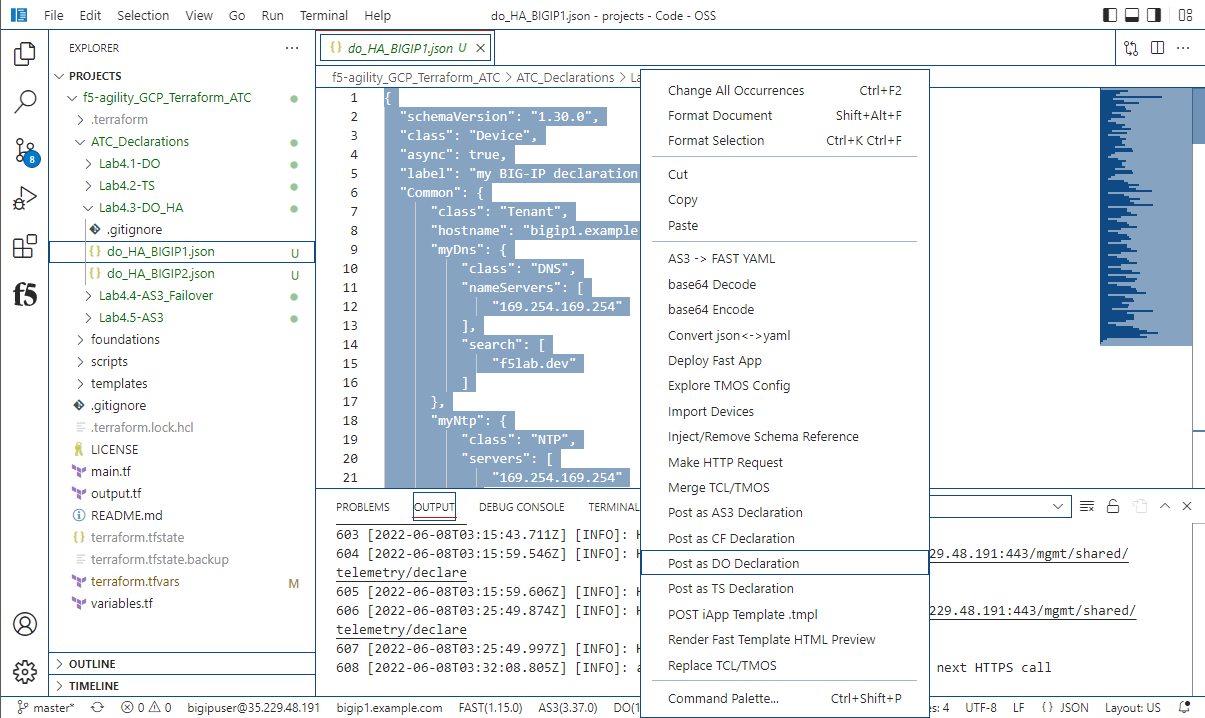 File Edit Selection View Go Run Terminal Help do_HA_BIGIP1.json - projects - Code - OSS
EXPLORER
PROJECTS
f5-agility_GCP_Terraform_ATC
.terraform
ATC_Declarations
Lab4.1-DO
Lab4.2-TS
Lab4.3-DO_HA
.gitignore
do_HA_BIGIP1.json U
do_HA_BIGIP2.json U
Lab4.4-AS3_Failover
Lab4.5-AS3
foundations
scripts
templates
.gitignore
.terraform.lock.hcl
LICENSE
main.tf
output.tf
README.md
terraform.tfstate
terraform.tfstate.backup
terraform.tfvars M
variables.tf
OUTLINE
TIMELINE
8
f5
{} do_HA_BIGIP1.json U
f5-agility_GCP_Terraform_ATC > ATC_Declarations >
1 {
2 "schemaVersion": "1.30.0",
3 "class": "Device",
4 "async": true,
5 "label": "my BIG-IP declaration
6 "Common": {
7 "class": "Tenant",
8 "hostname": "bigip1.example
9 "myDns": {
10 "class": "DNS",
11 "nameServers": [
12 "169.254.169.254"
13 ],
14 "search": [
15 "f5lab.dev"
16 ]
17 },
18 "myNtp": {
19 "class": "NTP",
20 "servers": [
21 "169.254.169.254"
Change All Occurrences Ctrl+F2
Format Document Shift+Alt+F
Format Selection Ctrl+K Ctrl+F
Cut
Copy
Paste
AS3 -> FAST YAML
base64 Decode
base64 Encode
Convert json<->yaml
Deploy Fast App
Explore TMOS Config
Import Devices
Inject/Remove Schema Reference
Make HTTP Request
Merge TCL/TMOS
Post as AS3 Declaration
Post as CF Declaration
Post as DO Declaration
Post as TS Declaration
POST iApp Template .tmpl
Render Fast Template HTML Preview
Replace TCL/TMOS
Command Palette... Ctrl+Shift+P
PROBLEMS OUTPUT DEBUG CONSOLE TERMINAL
603 [2022-06-08T03:15:43.711Z] [INFO]:
604 [2022-06-08T03:15:59.546Z] [INFO]: 29.48.191:443/mgmt/shared/
telemetry/declare
605 [2022-06-08T03:15:59.606Z] [INFO]:
606 [2022-06-08T03:25:49.874Z] [INFO]: 229.48.191:443/mgmt/shared/
telemetry/declare
607 [2022-06-08T03:25:49.997Z] [INFO]:
608 [2022-06-08T03:32:08.805Z] [INFO]: next HTTPS call
master* 0 0 bigipuser@35.229.48.191 bigip1.example.com FAST(1.15.0) AS3(3.37.0) DO(1 es: 4 UTF-8 LF {} JSON Layout: US